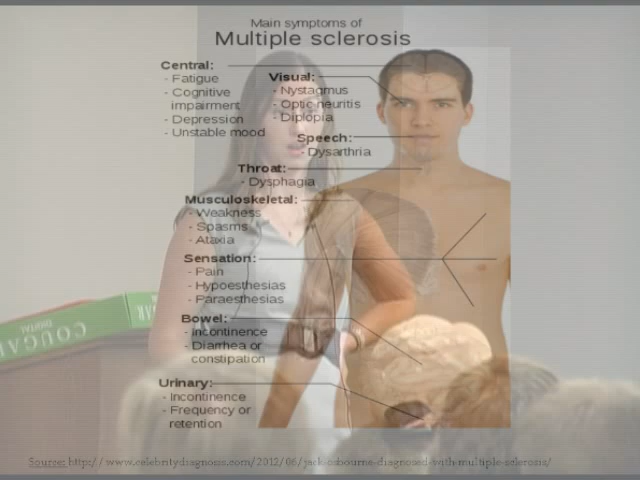 Main symptoms of
Multiple sclerosis
Central:
- Fatigue
- Cognitive
impairment
- Depression
- Unstable mood
Visual:
- Nystagmus
- Optic neuritis
- Diplopia
Speech:
- Dysarthria
Throat:
- Dysphagia
Musculoskeletal:
- Weakness
- Spasms
- Ataxia
Sensation:
- Pain
- Hypoesthesias
- Paraesthesias
Bowel:
- Incontinence
- Diarrhea or
constipation
Urinary:
- Incontinence
- Frequency or
retention
COUGAR
DIGITAL
Source: http://www.celebritydiagnosis.com/2012/06/jack-osbourne-diagnosed-with-multiple-sclerosis/